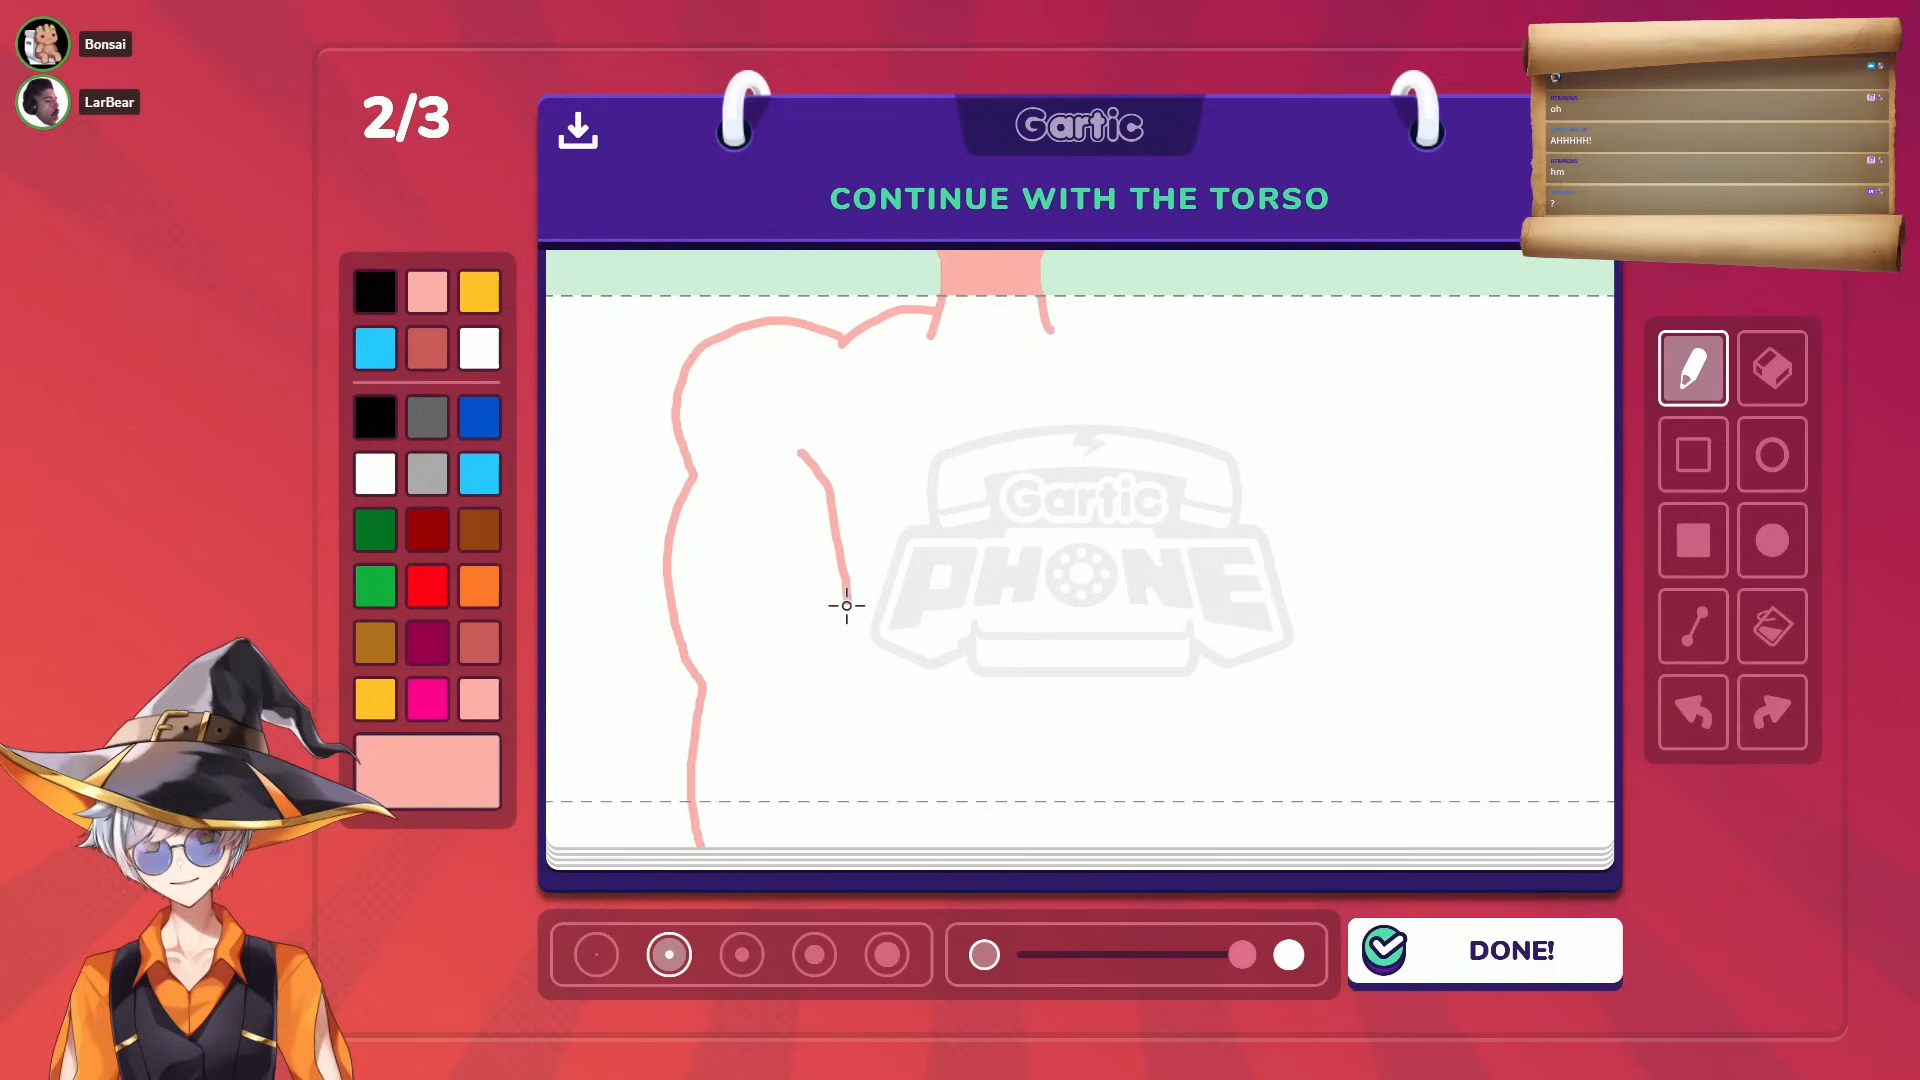 Bonsai
LarBear
2/3
Gartic
CONTINUE WITH THE TORSO
oh
AHHHHH!
hm
?
Gartic
PHONE
DONE!